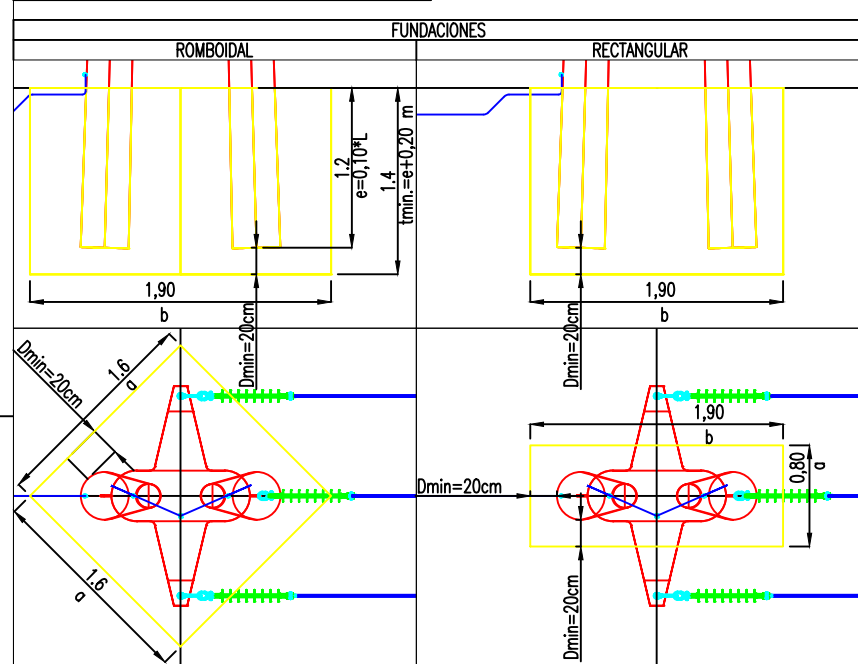 FUNDACIONES
ROMBOIDAL
RECTANGULAR
1.2
e=0,10*L
1.4
tmin.=e+0,20 m
1,90
b
Dmin=20cm
1,90
b
Dmin=20cm
Dmin=20cm
1.6
a
1.6
a
1,90
b
0,80
a
Dmin=20cm
Dmin=20cm